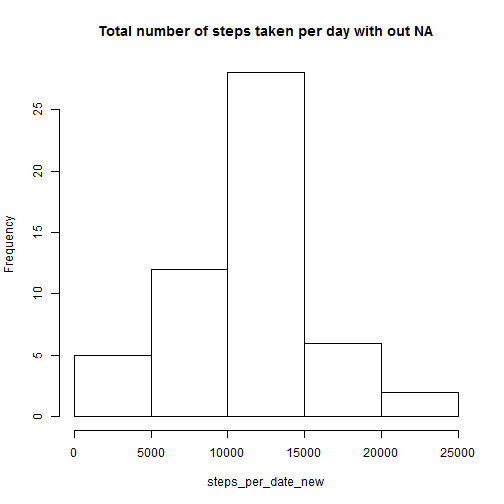 Total number of steps taken per day with out NA
Frequency
25
20
15
10
5
0
0 5000 10000 15000 20000 25000
steps_per_date_new